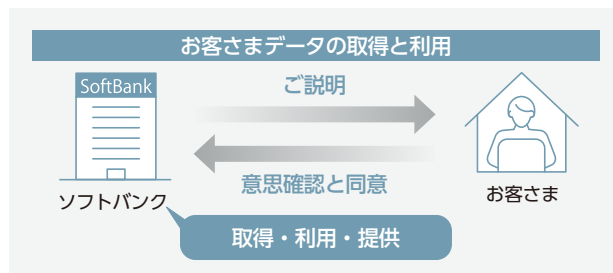 お客さまデータの取得と利用
SoftBank
ご説明
意思確認と同意
ソフトバンク
お客さま
取得・利用・提供